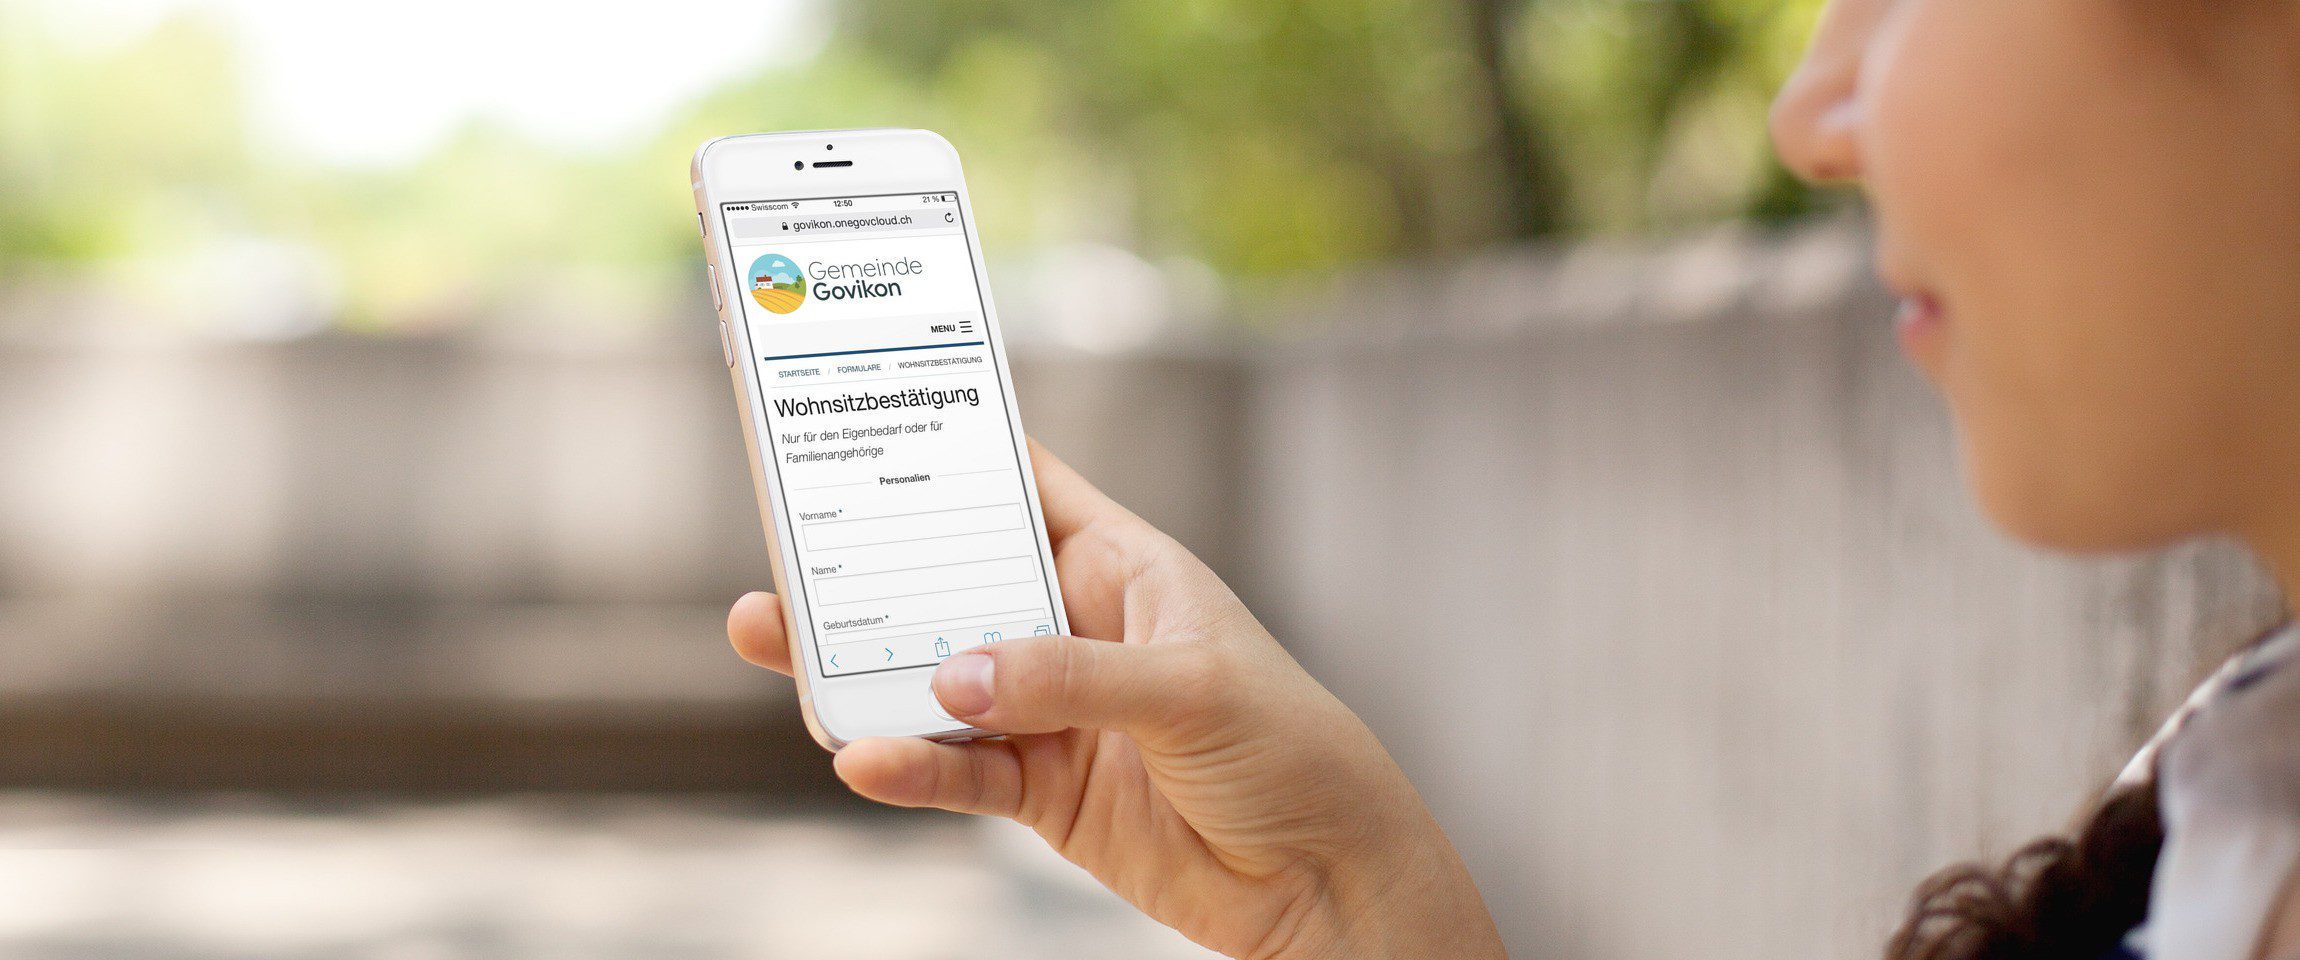 Swisscom 12:50 21 %
govikon.onegovcloud.ch
Gemeinde
Govikon
MENU
STARTSEITE / FORMULARE / WOHNSITZBESTÄTIGUNG
Wohnsitzbestätigung
Nur für den Eigenbedarf oder für
Familienangehörige
Personalien
Vorname *
Name *
Geburtsdatum *